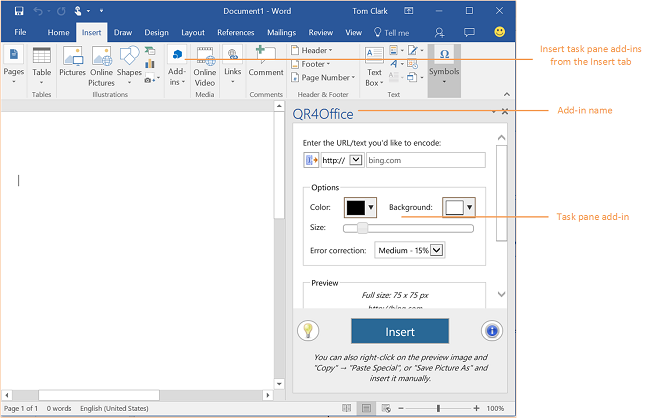 Document1 - Word
Tom Clark
File
Home
Insert
Draw
Design
Layout
References
Mailings
Review
View
Tell me
Pages
Table
Pictures
Online
Pictures
Shapes
Add-
ins
Online
Video
Links
Comment
Header
Footer
Page Number
Text
Box
Symbols
Tables
Illustrations
Media
Comments
Header & Footer
Text
Insert task pane add-ins
from the Insert tab
QR4Office
Add-in name
Enter the URL/text you'd like to encode:
http://
bing.com
Options
Color:
Background:
Task pane add-in
Size:
Error correction:
Medium - 15%
Preview
Full size: 75 x 75 px
http://bing.com
Insert
You can also right-click on the preview image and
"Copy" → "Paste Special", or "Save Picture As" and
insert it manually.
Page 1 of 1
0 words
English (United States)
100%